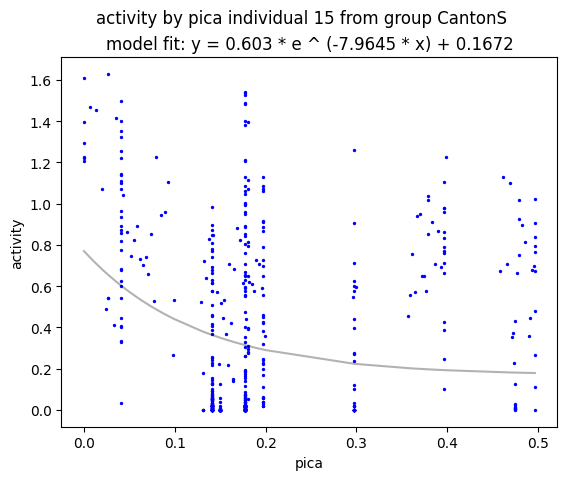 activity by pica individual 15 from group CantonS
model fit: y = 0.603 * e ^ (-7.9645 * x) + 0.1672
1.6
1.4
1.2
1.0
0.8
0.6
0.4
0.2
0.0
activity
0.0 0.1 0.2 0.3 0.4 0.5
pica